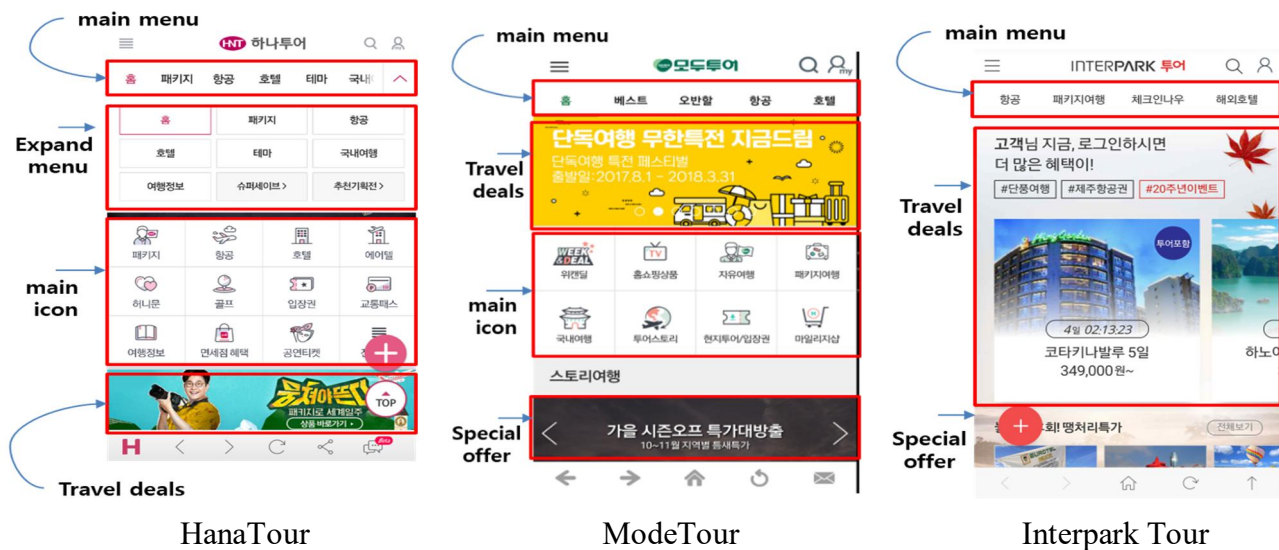 main menu
HNT 하나투어
홈 패키지 항공 호텔 테마 국내
Expand menu
홈 패키지 항공
호텔 테마 국내여행
여행정보 슈퍼세이브 > 추천기획전 >
main icon
패키지 항공 호텔 에어텔
허니문 골프 입장권 교통패스
여행정보 면세점 혜택 공연티켓
뭉쳐야뜬다
패키지로 세계일주
상품 바로가기
TOP
H
Travel deals
HanaTour
main menu
모두투어
my
홈 베스트 오반할 항공 호텔
Travel deals
단독여행 무한특전 지금드림
단독여행 특전 페스티벌
출발일:2017.8.1 - 2018.3.31
main icon
WEEK &DEAL TV
위캔딜 홈쇼핑상품 자유여행 패키지여행
국내여행 투어스토리 현지투어/입장권 마일리지샵
스토리여행
Special offer
가을 시즌오프 특가대방출
10~11월 지역별 틈새특가
ModeTour
main menu
INTERPARK 투어
항공 패키지여행 체크인나우 해외호텔
Travel deals
고객님 지금, 로그인하시면
더 많은 혜택이!
#단풍여행 #제주항공권 #20주년이벤트
투어포함
4일 02:13:23
코타키나발루 5일 하노
349,000원~
Special offer
회! 땡처리특가 전체보기
Interpark Tour